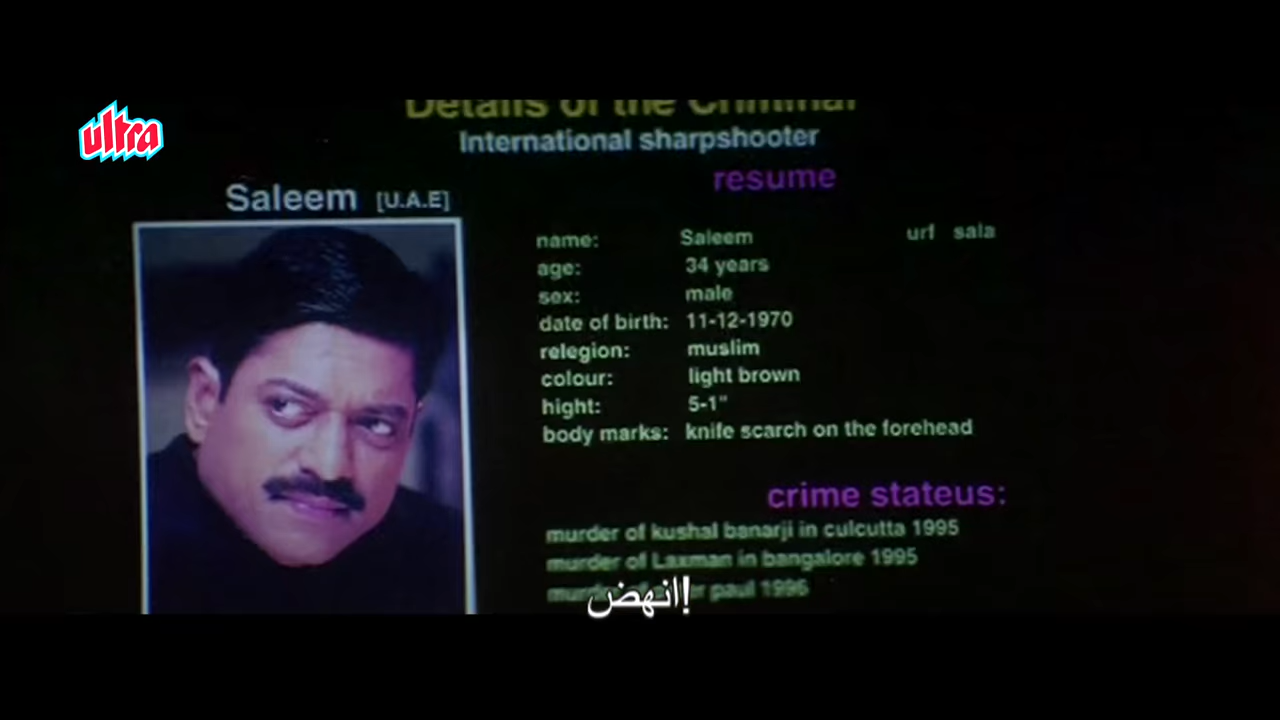 ultra
Details of the Criminal
International sharpshooter
resume
Saleem [U.A.E]
name: Saleem urf sala
age: 34 years
sex: male
date of birth: 11-12-1970
relegion: muslim
colour: light brown
hight: 5-1"
body marks: knife scarch on the forehead
crime stateus:
murder of kushal banarji in culcutta 1995
murder of Laxman in bangalore 1995
murder paul 1996
انهض!